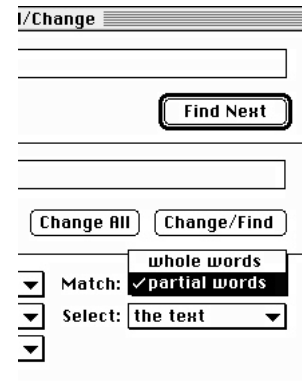 l/Change
Find Next
Change All Change/Find
whole words
Match: ✓partial words
Select: the text